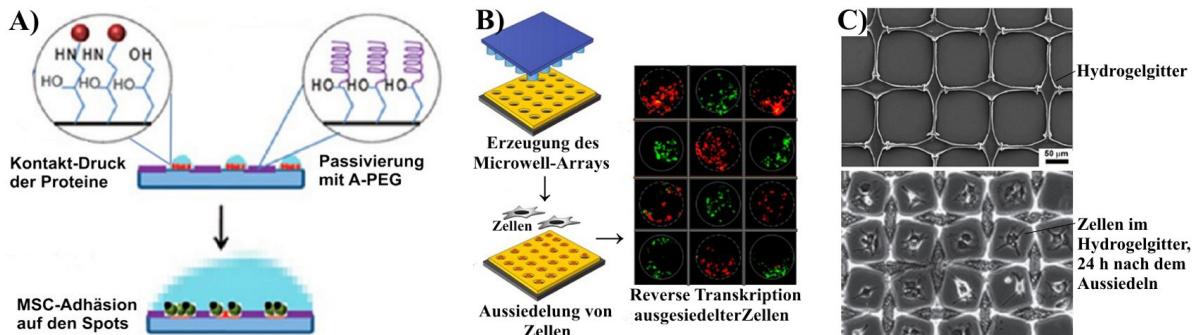 A)
HN HN OH
HO HO HO
HO HO HO
Kontakt-Druck
der Proteine
Passivierung
mit A-PEG
MSC-Adhäsion
auf den Spots
B)
Erzeugung des
Microwell-Arrays
Zellen
Aussiedelung von
Zellen
Reverse Transkription
ausgesiedelterZellen
C)
Hydrogelgitter
50 µm
Zellen im
Hydrogelgitter,
24 h nach dem
Aussiedeln